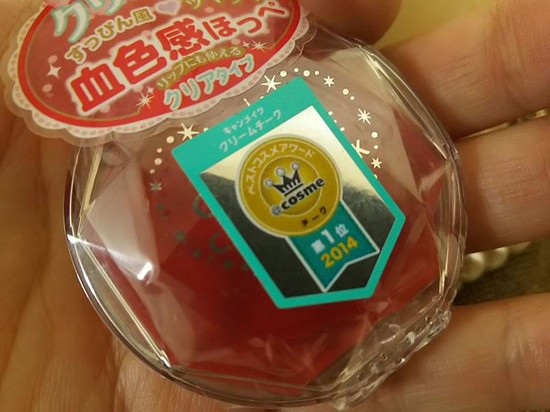 すっぴん風
血色感ほっぺ
リップにも使える
クリアタイプ
キャンメイク
クリームチーク
ベストコスメアワード
@cosme
チーク
第1位
2014